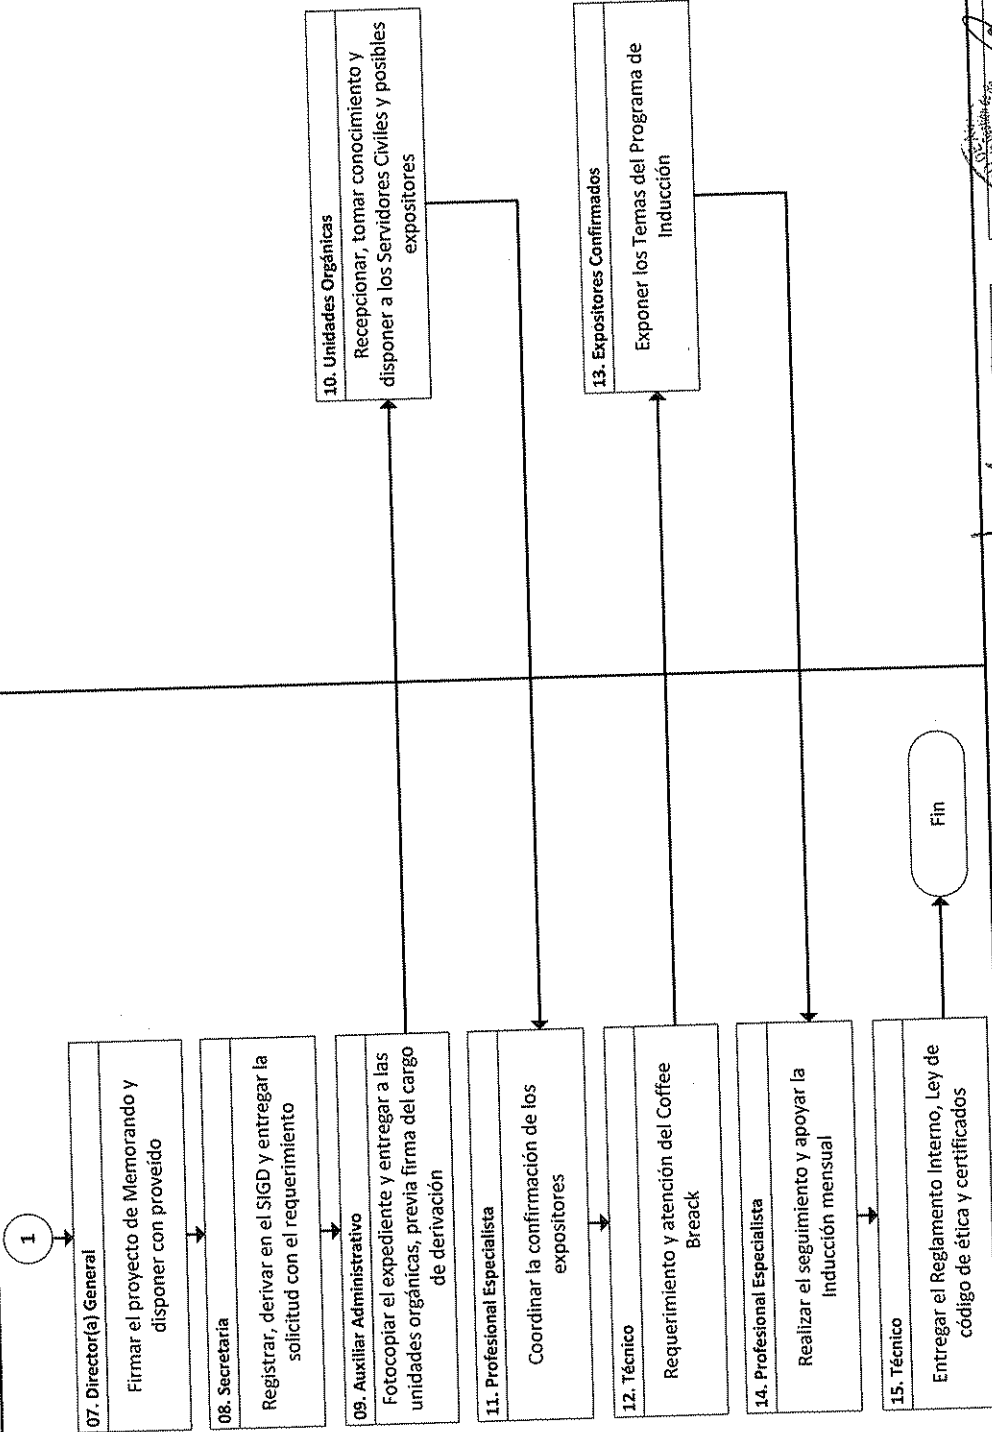 1
07. Director(a) General
Firmar el proyecto de Memorando y
disponer con proveído
08. Secretaria
Registrar, derivar en el SIGD y entregar la
solicitud con el requerimiento
09. Auxiliar Administrativo
Fotocopiar el expediente y entregar a las
unidades orgánicas, previa firma del cargo
de derivación
10. Unidades Orgánicas
Recepcionar, tomar conocimiento y
disponer a los Servidores Civiles y posibles
expositores
11. Profesional Especialista
Coordinar la confirmación de los
expositores
12. Técnico
Requerimiento y atención del Coffee
Breack
13. Expositores Confirmados
Exponer los Temas del Programa de
Inducción
14. Profesional Especialista
Realizar el seguimiento y apoyar la
Inducción mensual
15. Técnico
Entregar el Reglamento Interno, Ley de
código de ética y certificados
Fin